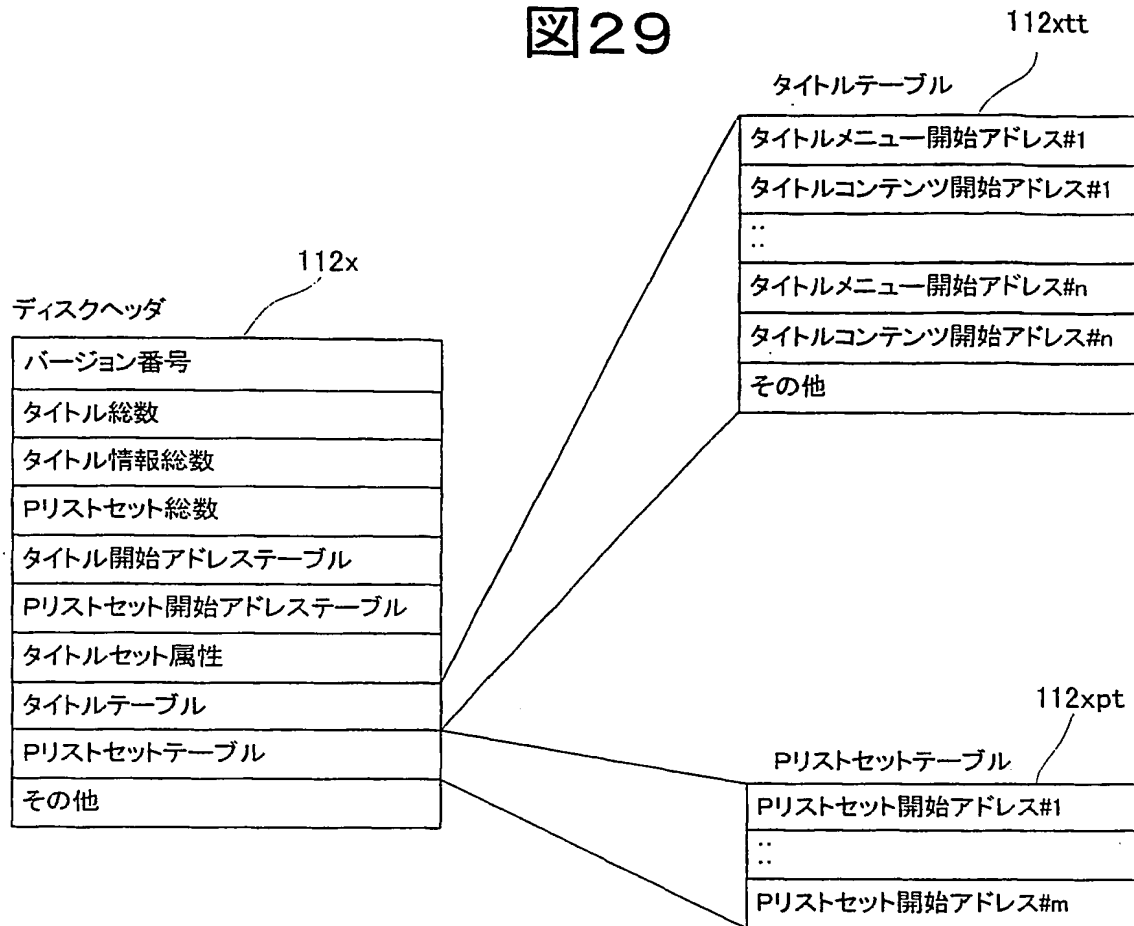 図29
112x
ディスクヘッダ
バージョン番号
タイトル総数
タイトル情報総数
Pリストセット総数
タイトル開始アドレステーブル
Pリストセット開始アドレステーブル
タイトルセット属性
タイトルテーブル
Pリストセットテーブル
その他
112xtt
タイトルテーブル
タイトルメニュー開始アドレス#1
タイトルコンテンツ開始アドレス#1
::
タイトルメニュー開始アドレス#n
タイトルコンテンツ開始アドレス#n
その他
112xpt
Pリストセットテーブル
Pリストセット開始アドレス#1
::
Pリストセット開始アドレス#m